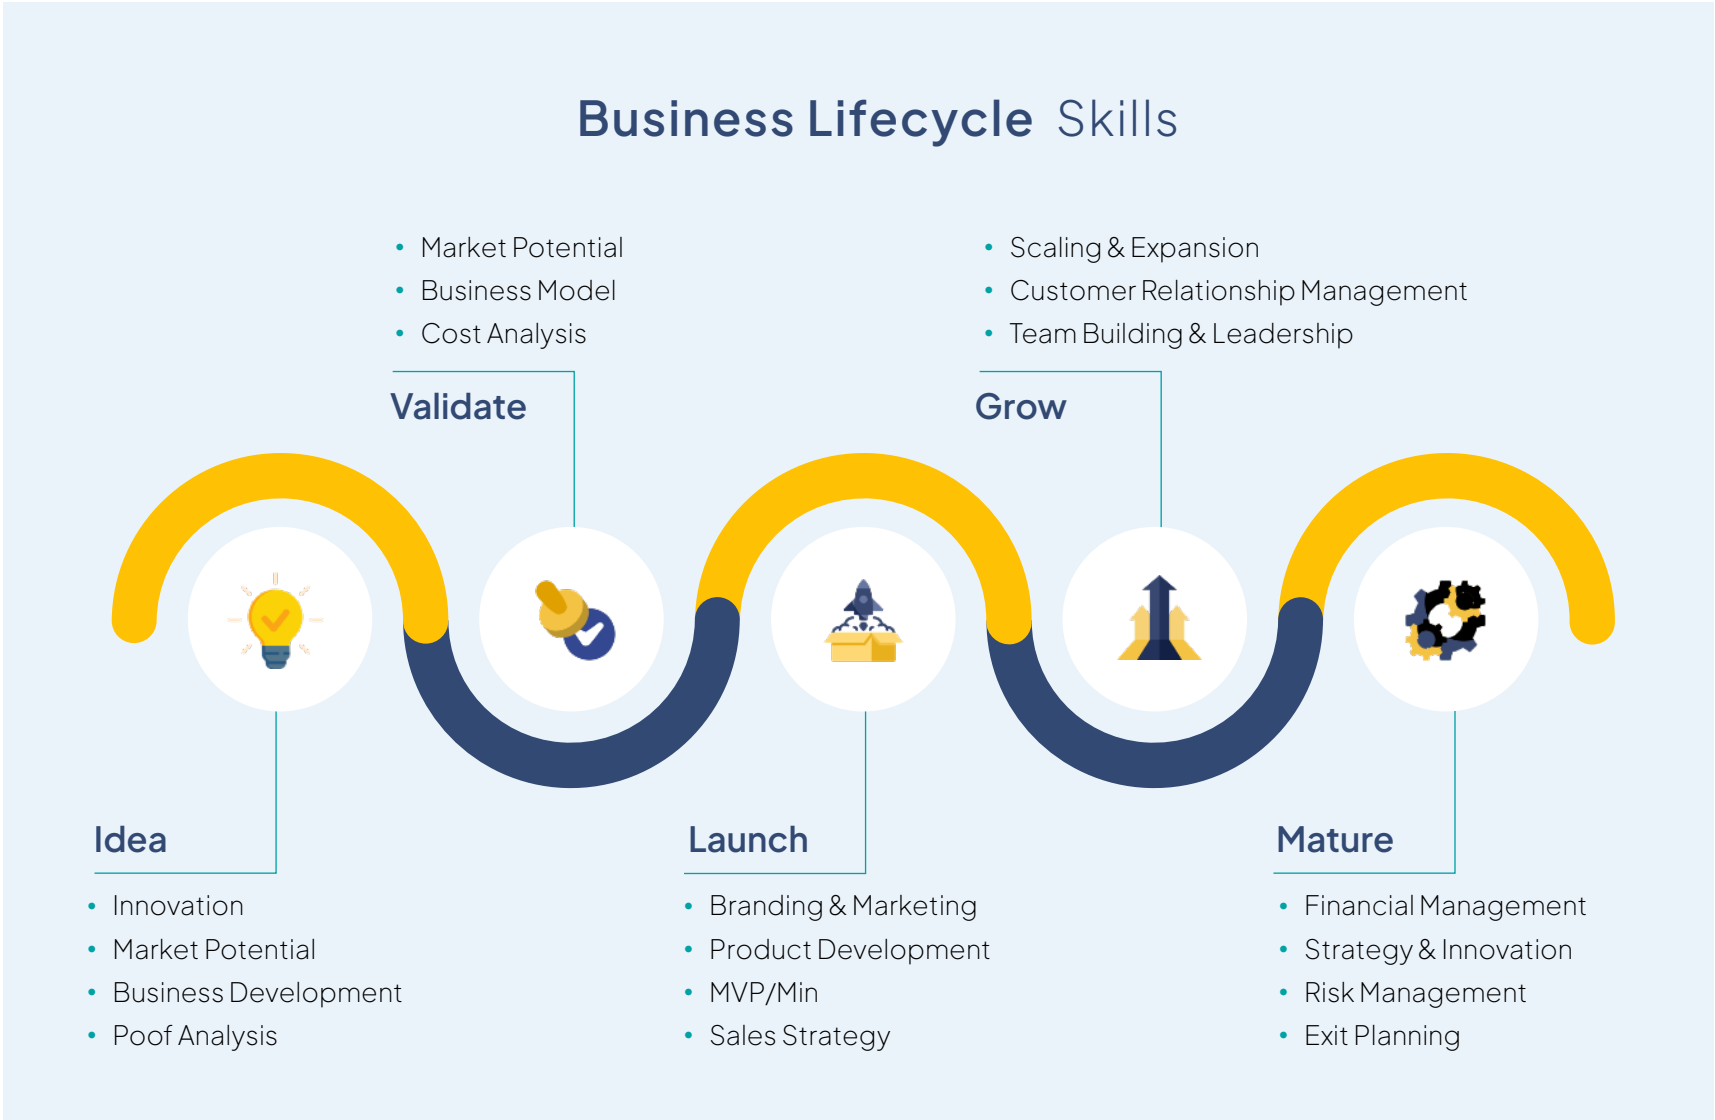 Business Lifecycle Skills
Idea
• Innovation
• Market Potential
• Business Development
• Poof Analysis
• Market Potential
• Business Model
• Cost Analysis
Validate
Launch
• Branding & Marketing
• Product Development
• MVP/Min
• Sales Strategy
• Scaling & Expansion
• Customer Relationship Management
• Team Building & Leadership
Grow
Mature
• Financial Management
• Strategy & Innovation
• Risk Management
• Exit Planning